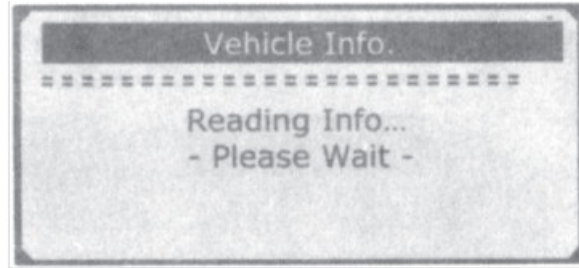 Vehicle Info.
========================
Reading Info...
- Please Wait -